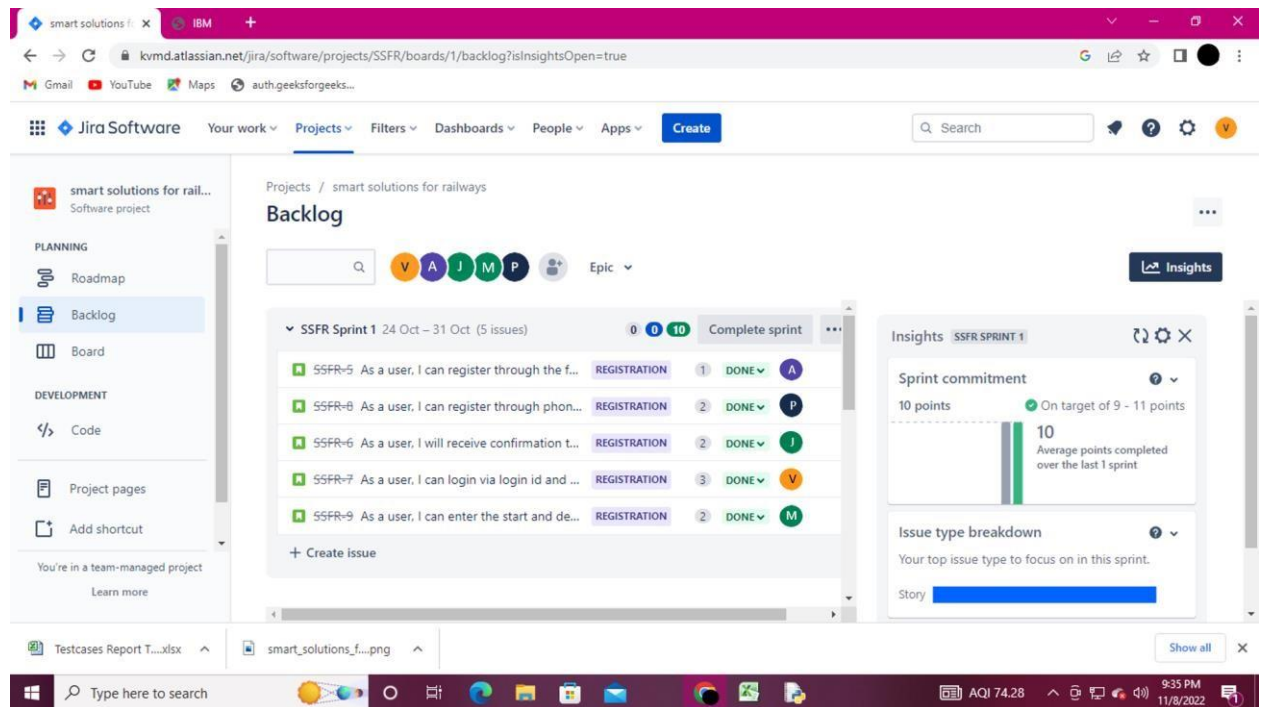 smart solutions f
IBM
kvmd.atlassian.net/jira/software/projects/SSFR/boards/1/backlog?isInsightsOpen=true
Gmail YouTube Maps auth.geeksforgeeks...
Jira Software Your work Projects Filters Dashboards People Apps Create Search V
smart solutions for rail...
Software project
PLANNING
Roadmap
Backlog
Board
DEVELOPMENT
Code
Project pages
Add shortcut
You're in a team-managed project
Learn more
Projects / smart solutions for railways
Backlog
V A J M P Epic
Insights
SSFR Sprint 1 24 Oct – 31 Oct (5 issues) 0 0 10 Complete sprint
SSFR-5 As a user, I can register through the f... REGISTRATION 1 DONE A
SSFR-8 As a user, I can register through phon... REGISTRATION 2 DONE P
SSFR-6 As a user, I will receive confirmation t... REGISTRATION 2 DONE J
SSFR-7 As a user, I can login via login id and ... REGISTRATION 3 DONE V
SSFR-9 As a user, I can enter the start and de... REGISTRATION 2 DONE M
+ Create issue
Insights SSFR SPRINT 1
Sprint commitment
10 points On target of 9 - 11 points
10
Average points completed
over the last 1 sprint
Issue type breakdown
Your top issue type to focus on in this sprint.
Story
Testcases Report T....xlsx smart_solutions_f....png Show all
Type here to search AQI 74.28 9:35 PM
11/8/2022